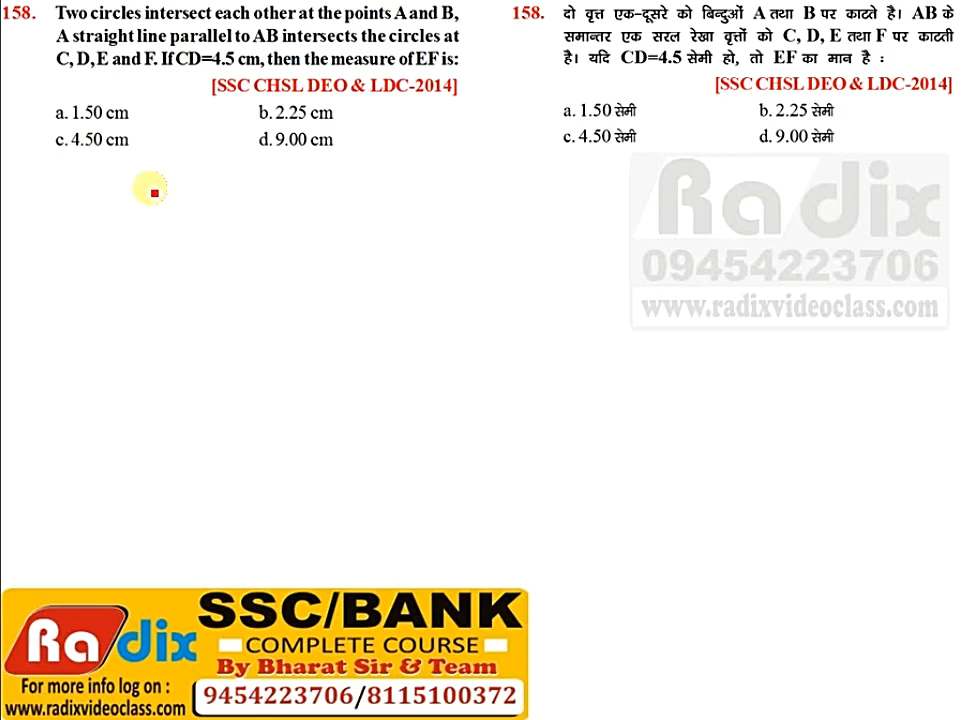 158. Two circles intersect each other at the points A and B,
A straight line parallel to AB intersects the circles at
C, D, E and F. If CD=4.5 cm, then the measure of EF is:
[SSC CHSL DEO & LDC-2014]
a. 1.50 cm b. 2.25 cm
c. 4.50 cm d. 9.00 cm
158. दो वृत्त एक-दूसरे को बिन्दुओं A तथा B पर काटते है। AB के
समान्तर एक सरल रेखा वृत्तों को C, D, E तथा F पर काटती
है। यदि CD=4.5 सेमी हो, तो EF का मान है :
[SSC CHSL DEO & LDC-2014]
a. 1.50 सेमी b. 2.25 सेमी
c. 4.50 सेमी d. 9.00 सेमी
Radix
09454223706
www.radixvideoclass.com
Radix
For more info log on :
www.radixvideoclass.com
SSC/BANK
COMPLETE COURSE
By Bharat Sir & Team
9454223706/8115100372